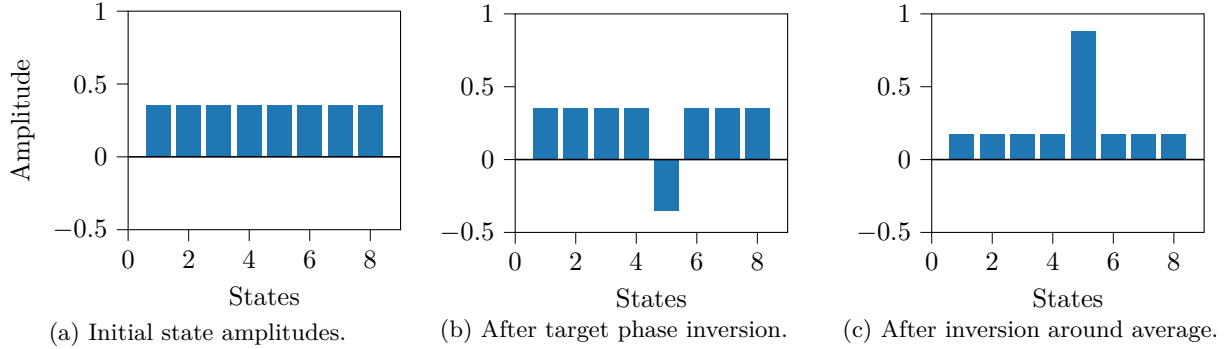 Amplitude
1
0.5
0
−0.5
0 2 4 6 8
States
(a) Initial state amplitudes.
1
0.5
0
−0.5
0 2 4 6 8
States
(b) After target phase inversion.
1
0.5
0
−0.5
0 2 4 6 8
States
(c) After inversion around average.